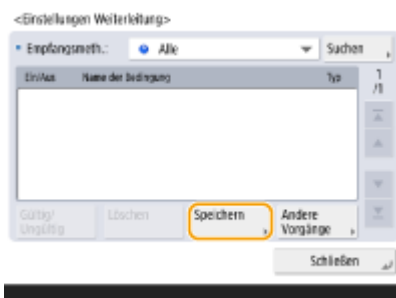 <Einstellungen Weiterleitung>
Empfangsmeth.: Alle Suchen
Ein/Aus Name der Bedingung Typ
1
/1
Gültig/ Löschen Speichern Andere
Ungültig Vorgänge
Schließen